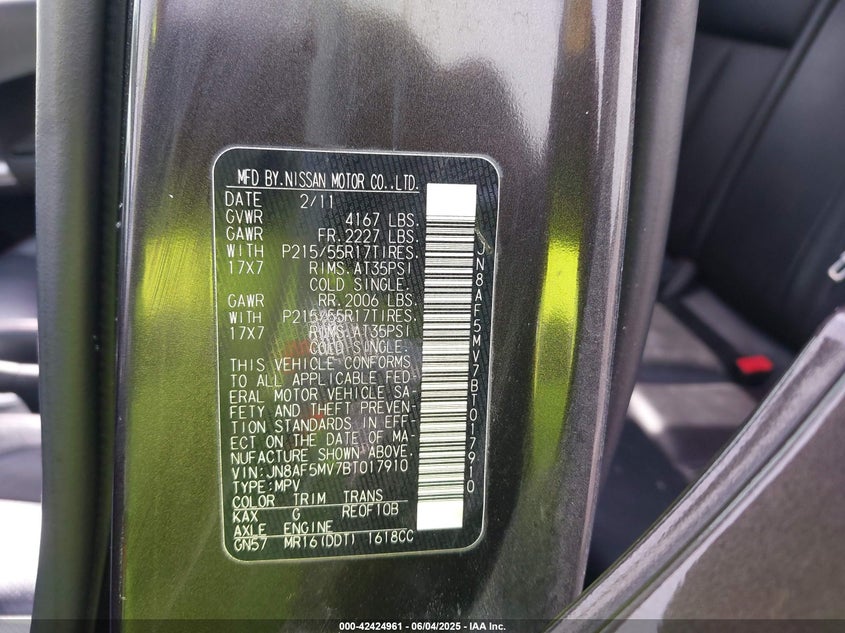 MFD BY.NISSAN MOTOR CO.,LTD.
DATE 2/11
GVWR 4167 LBS.
GAWR FR.2227 LBS.
WITH P215/55R17TIRES.
17X7 RIMS.AT35PSI
COLD SINGLE.
GAWR RR.2006 LBS.
WITH P215/55R17TIRES.
17X7 RIMS.AT35PSI
COLD SINGLE.
THIS VEHICLE CONFORMS
TO ALL APPLICABLE FED
ERAL MOTOR VEHICLE SA-
FETY AND THEFT PREVEN-
TION STANDARDS IN EFF
ECT ON THE DATE OF MA-
NUFACTURE SHOWN ABOVE.
VIN:JN8AF5MV7BT017910
TYPE:MPV
COLOR TRIM TRANS
KAX G REOF10B
AXLE ENGINE
GN57 MR16(DDT) 1618CC
JN8AF5MV7BT017910
000-42424961 - 06/04/2025 - IAA Inc.